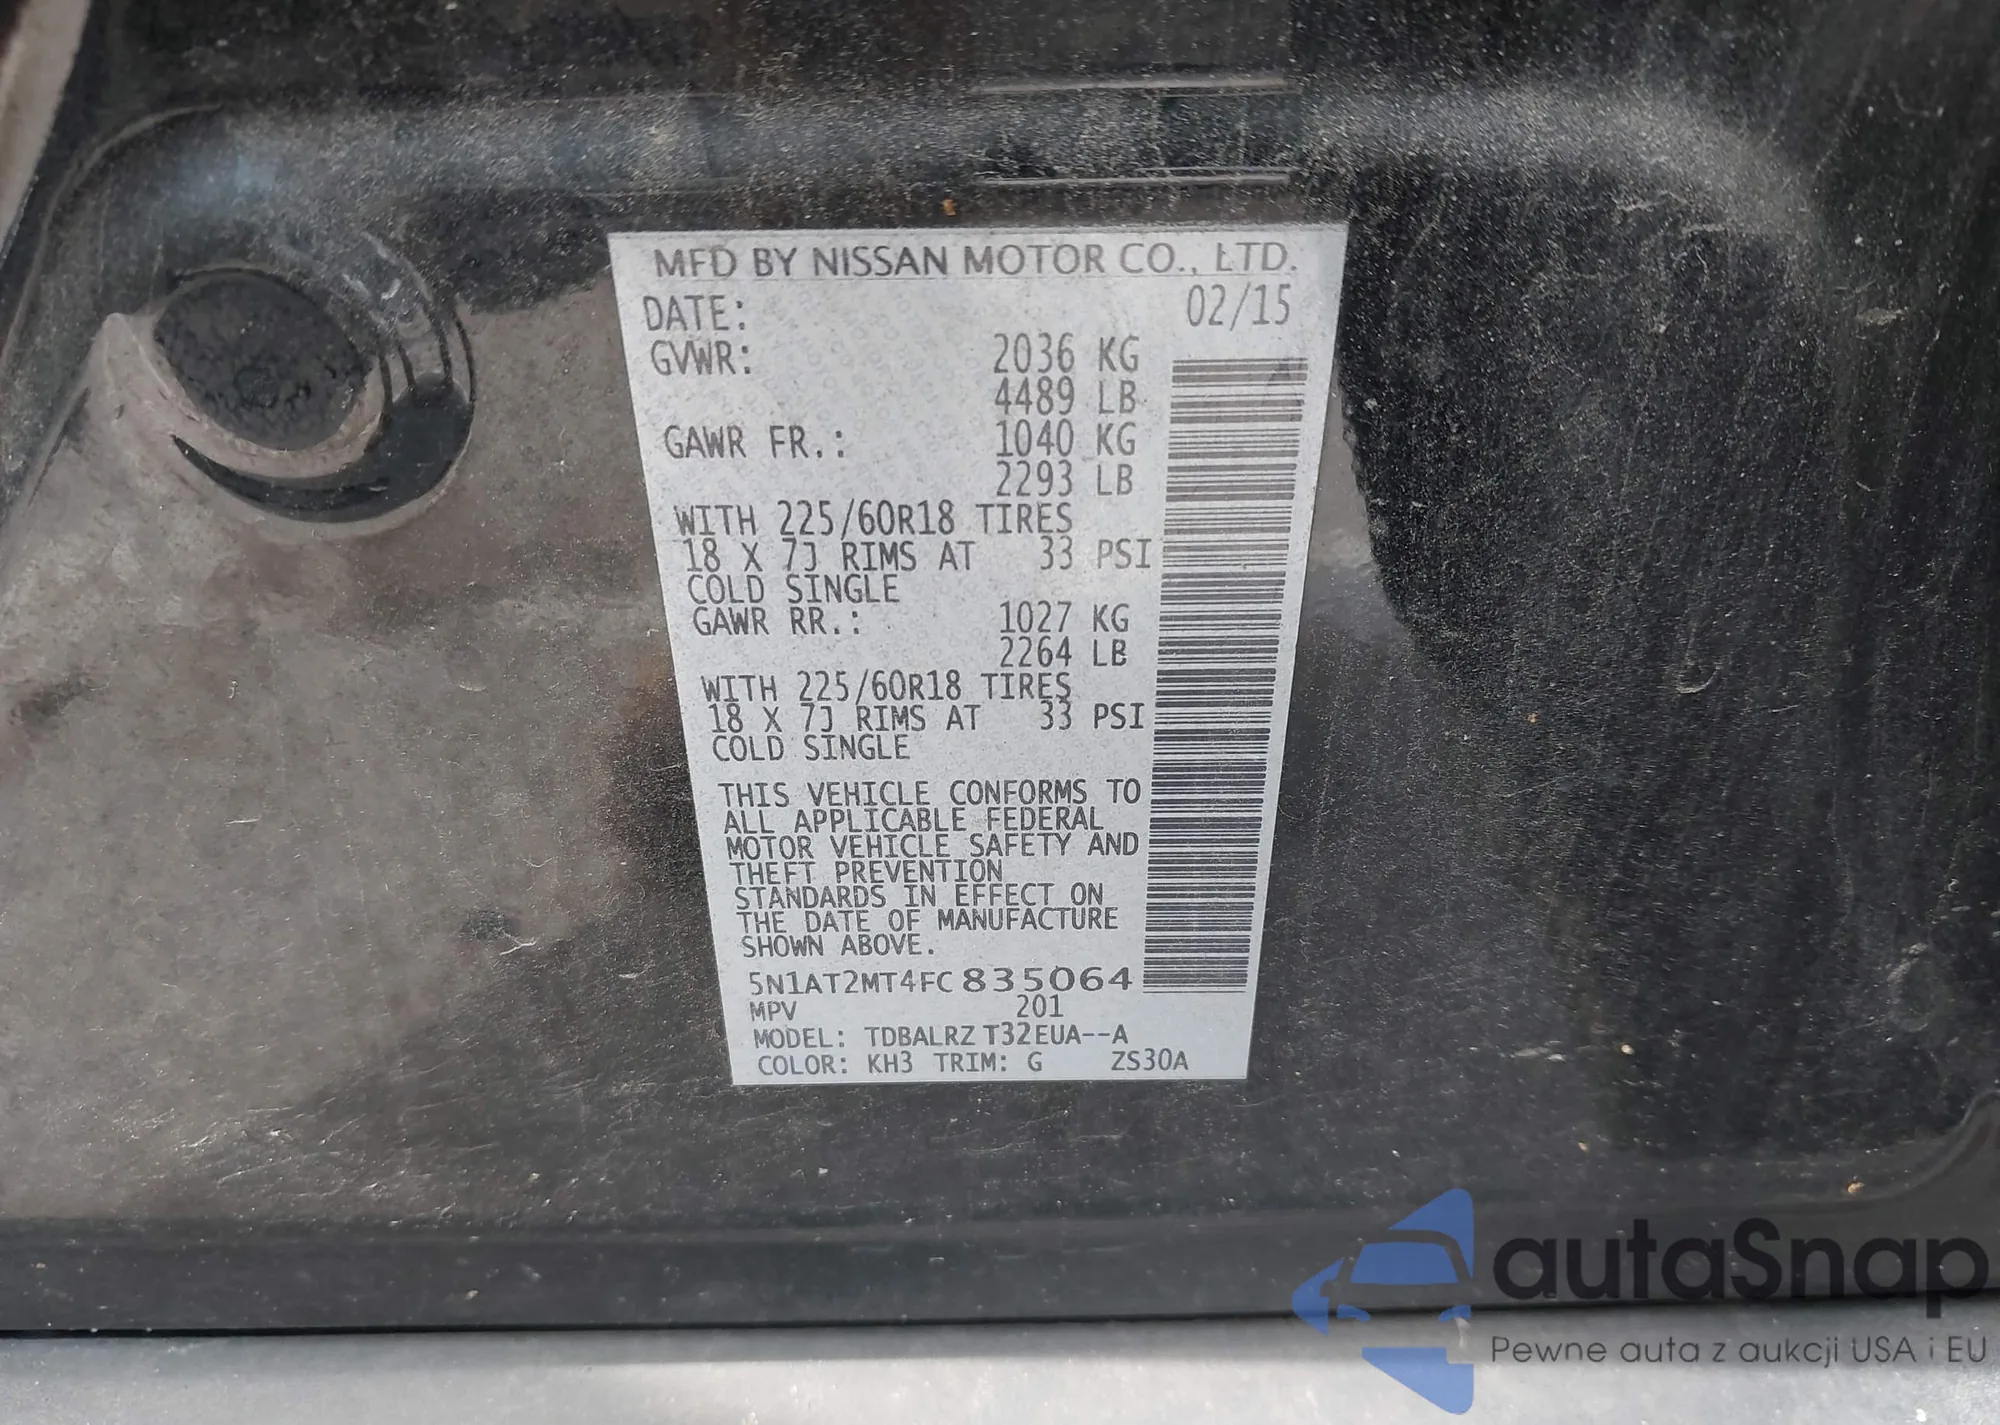 MFD BY NISSAN MOTOR CO., LTD.
DATE: 02/15
GVWR: 2036 KG
4489 LB
GAWR FR.: 1040 KG
2293 LB
WITH 225/60R18 TIRES
18 X 7J RIMS AT 33 PSI
COLD SINGLE
GAWR RR.: 1027 KG
2264 LB
WITH 225/60R18 TIRES
18 X 7J RIMS AT 33 PSI
COLD SINGLE
THIS VEHICLE CONFORMS TO
ALL APPLICABLE FEDERAL
MOTOR VEHICLE SAFETY AND
THEFT PREVENTION
STANDARDS IN EFFECT ON
THE DATE OF MANUFACTURE
SHOWN ABOVE.
5N1AT2MT4FC835064
MPV 201
MODEL: TDBALRZ T32EUA--A
COLOR: KH3 TRIM: G ZS30A
autaSnap
Pewne auta z aukcji USA i EU